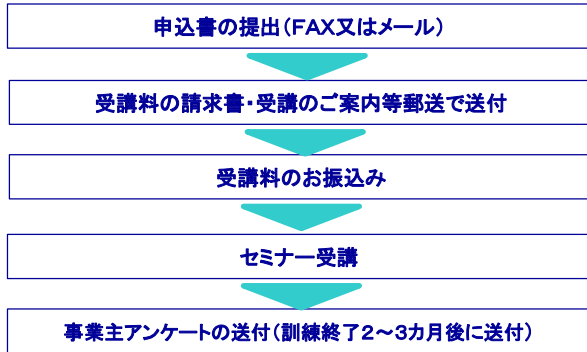 申込書の提出（FAX又はメール）
受講料の請求書・受講のご案内等郵送で送付
受講料のお振込み
セミナー受講
事業主アンケートの送付（訓練終了２～３カ月後に送付）